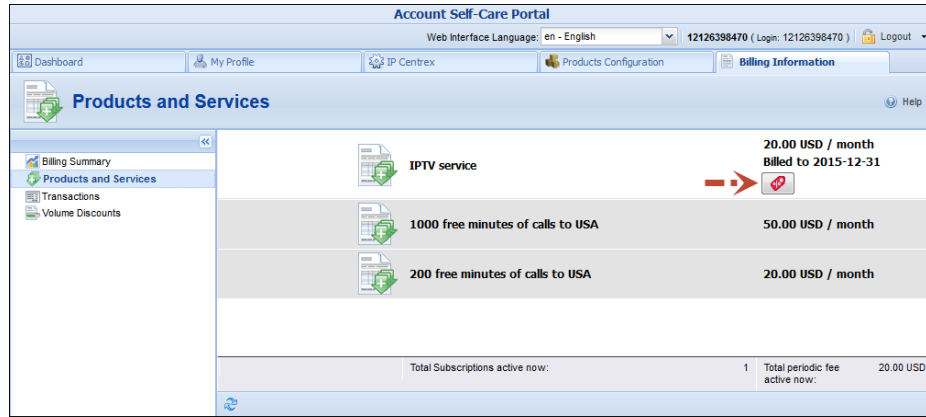 Account Self-Care Portal
Web Interface Language: en - English 12126398470 ( Login: 12126398470 ) Logout
Dashboard My Profile IP Centrex Products Configuration Billing Information
Products and Services Help
Billing Summary
Products and Services
Transactions
Volume Discounts
IPTV service
20.00 USD / month
Billed to 2015-12-31
1000 free minutes of calls to USA 50.00 USD / month
200 free minutes of calls to USA 20.00 USD / month
Total Subscriptions active now: 1 Total periodic fee active now: 20.00 USD